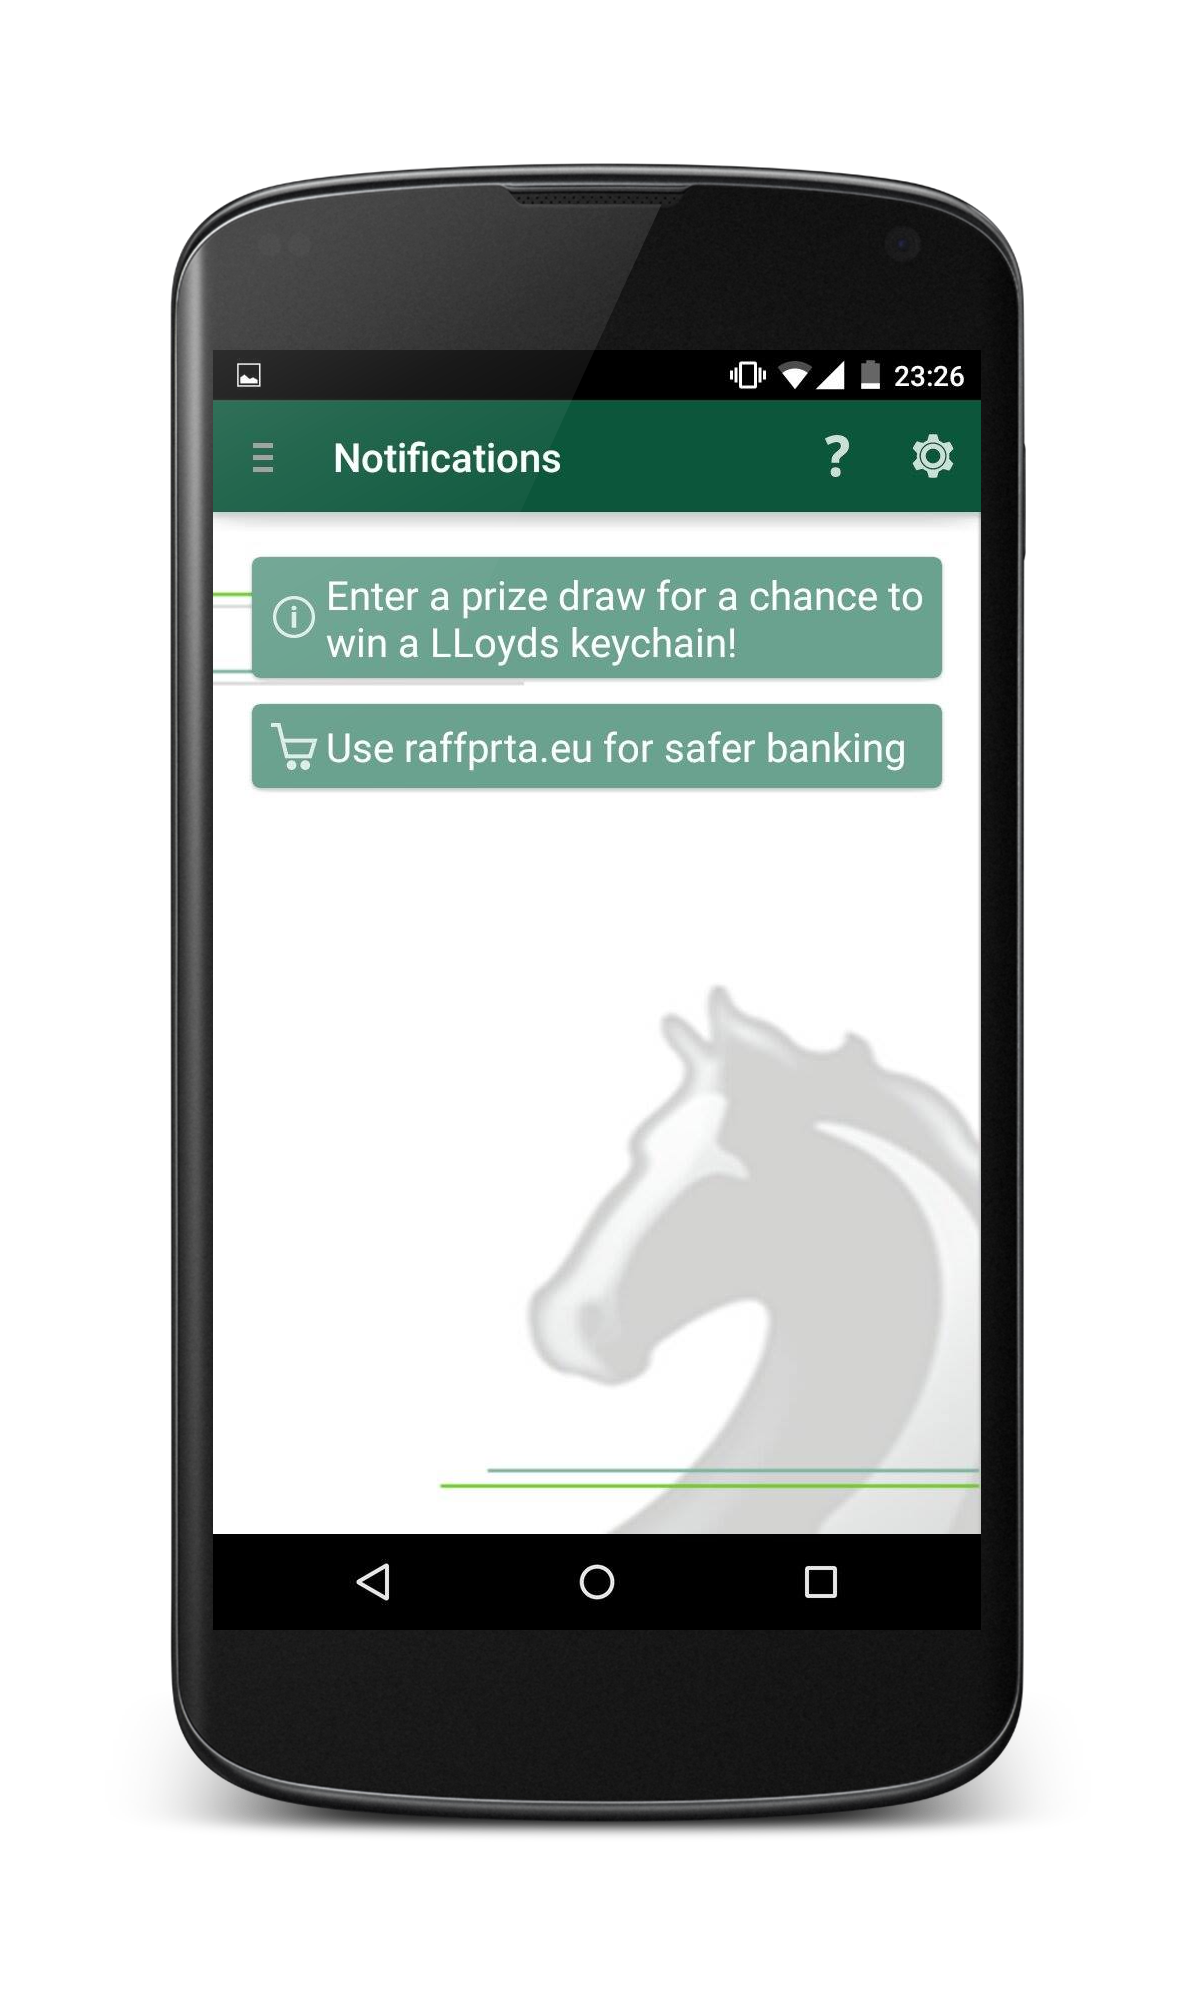 23:26
Notifications ?
Enter a prize draw for a chance to
win a LLoyds keychain!
Use raffprta.eu for safer banking